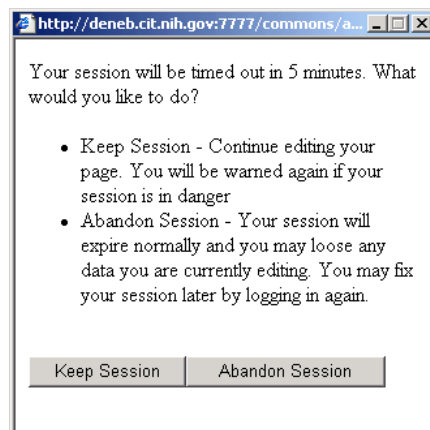 http://deneb.cit.nih.gov:7777/commons/a...
Your session will be timed out in 5 minutes. What
would you like to do?
• Keep Session - Continue editing your
page. You will be warned again if your
session is in danger
• Abandon Session - Your session will
expire normally and you may loose any
data you are currently editing. You may fix
your session later by logging in again.
Keep Session Abandon Session